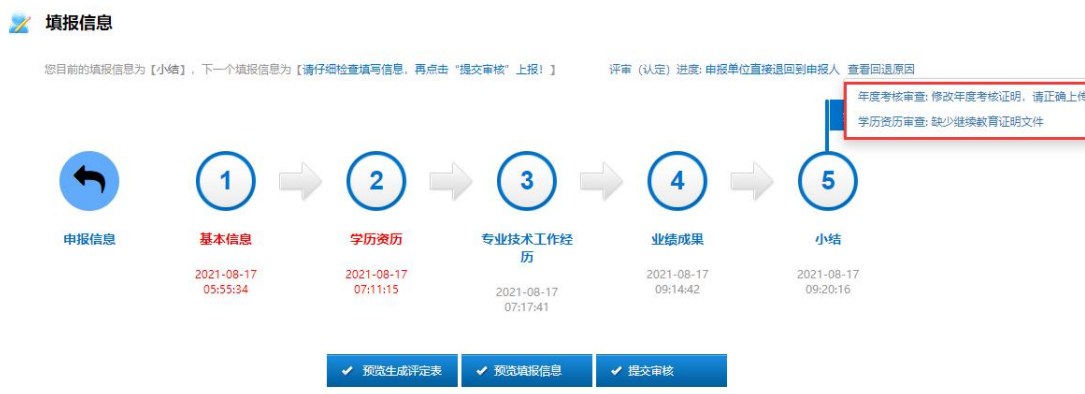 填报信息
您目前的填报信息为【小结】，下一个填报信息为【请仔细检查填写信息，再点击“提交审核”上报！】 评审（认定）进度: 申报单位直接退回到申报人 查看回退原因
年度考核审查: 修改年度考核证明，请正确上传
学历资历审查: 缺少继续教育证明文件
1
2
3
4
5
申报信息
基本信息
学历资历
专业技术工作经
历
业绩成果
小结
2021-08-17
05:55:34
2021-08-17
07:11:15
2021-08-17
07:17:41
2021-08-17
09:14:42
2021-08-17
09:20:16
预览生成评定表
预览填报信息
提交审核